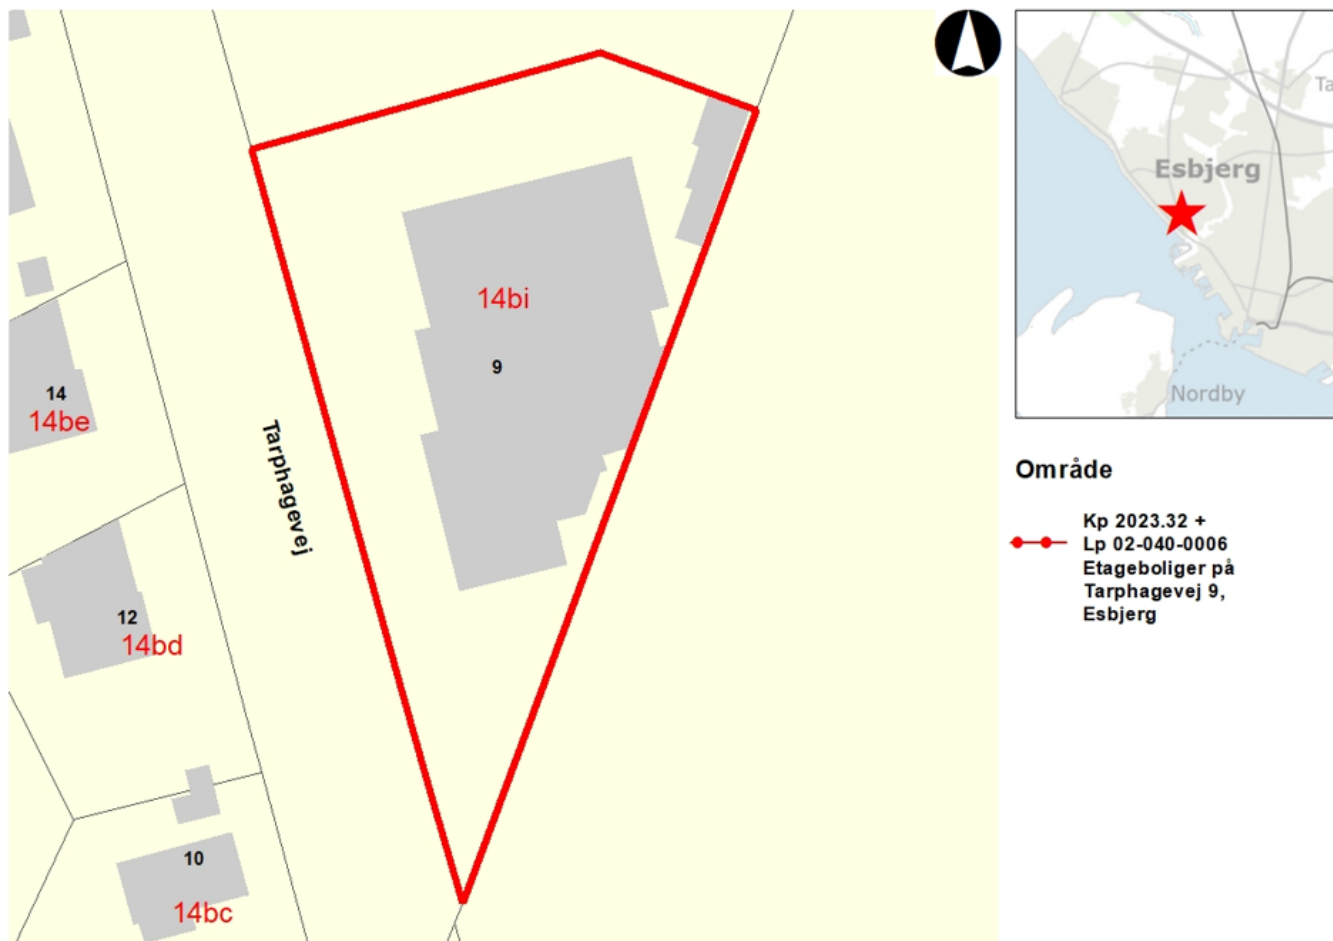 14bi
9
14
14be
Tarphagevej
12
14bd
10
14bc
Ta
Esbjerg
Nordby
Område
Kp 2023.32 +
Lp 02-040-0006
Etageboliger på
Tarphagevej 9,
Esbjerg